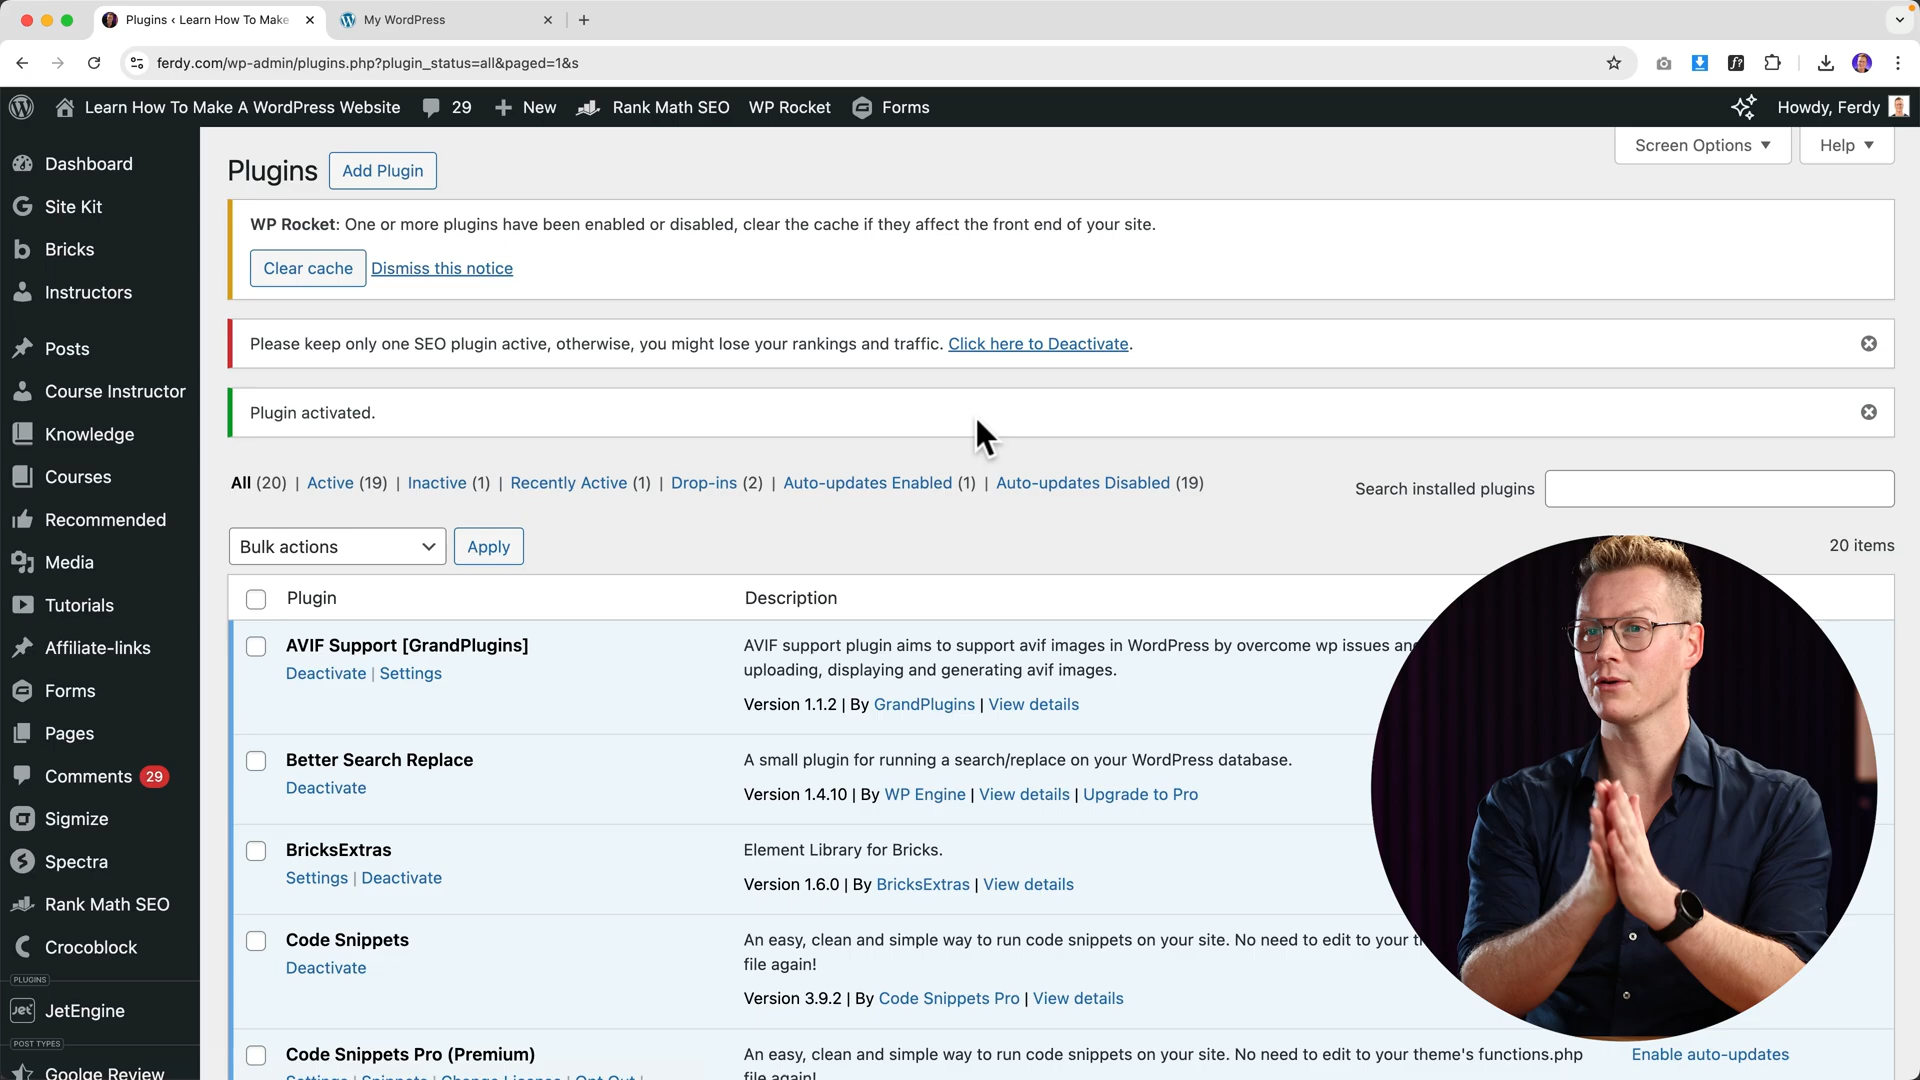 Plugins ‹ Learn How To Make
My WordPress
ferdy.com/wp-admin/plugins.php?plugin_status=all&paged=1&s
Learn How To Make A WordPress Website
29
New
Rank Math SEO
WP Rocket
Forms
Howdy, Ferdy
Dashboard
Site Kit
Bricks
Instructors
Posts
Course Instructor
Knowledge
Courses
Recommended
Media
Tutorials
Affiliate-links
Forms
Pages
Comments 29
Sigmize
Spectra
Rank Math SEO
Crocoblock
PLUGINS
JetEngine
POST TYPES
Goolge Review
Screen Options
Help
Plugins
Add Plugin
WP Rocket: One or more plugins have been enabled or disabled, clear the cache if they affect the front end of your site.
Clear cache
Dismiss this notice
Please keep only one SEO plugin active, otherwise, you might lose your rankings and traffic. Click here to Deactivate.
Plugin activated.
All (20) | Active (19) | Inactive (1) | Recently Active (1) | Drop-ins (2) | Auto-updates Enabled (1) | Auto-updates Disabled (19)
Search installed plugins
Bulk actions
Apply
20 items
Plugin
Description
AVIF Support [GrandPlugins]
Deactivate | Settings
AVIF support plugin aims to support avif images in WordPress by overcome wp issues
uploading, displaying and generating avif images.
Version 1.1.2 | By GrandPlugins | View details
Better Search Replace
Deactivate
A small plugin for running a search/replace on your WordPress database.
Version 1.4.10 | By WP Engine | View details | Upgrade to Pro
BricksExtras
Settings | Deactivate
Element Library for Bricks.
Version 1.6.0 | By BricksExtras | View details
Code Snippets
Deactivate
An easy, clean and simple way to run code snippets on your site. No need to edit to your
file again!
Version 3.9.2 | By Code Snippets Pro | View details
Code Snippets Pro (Premium)
Settings | Snippets | Change License | Opt Out |
An easy, clean and simple way to run code snippets on your site. No need to edit to your theme's functions.php
file again!
Enable auto-updates